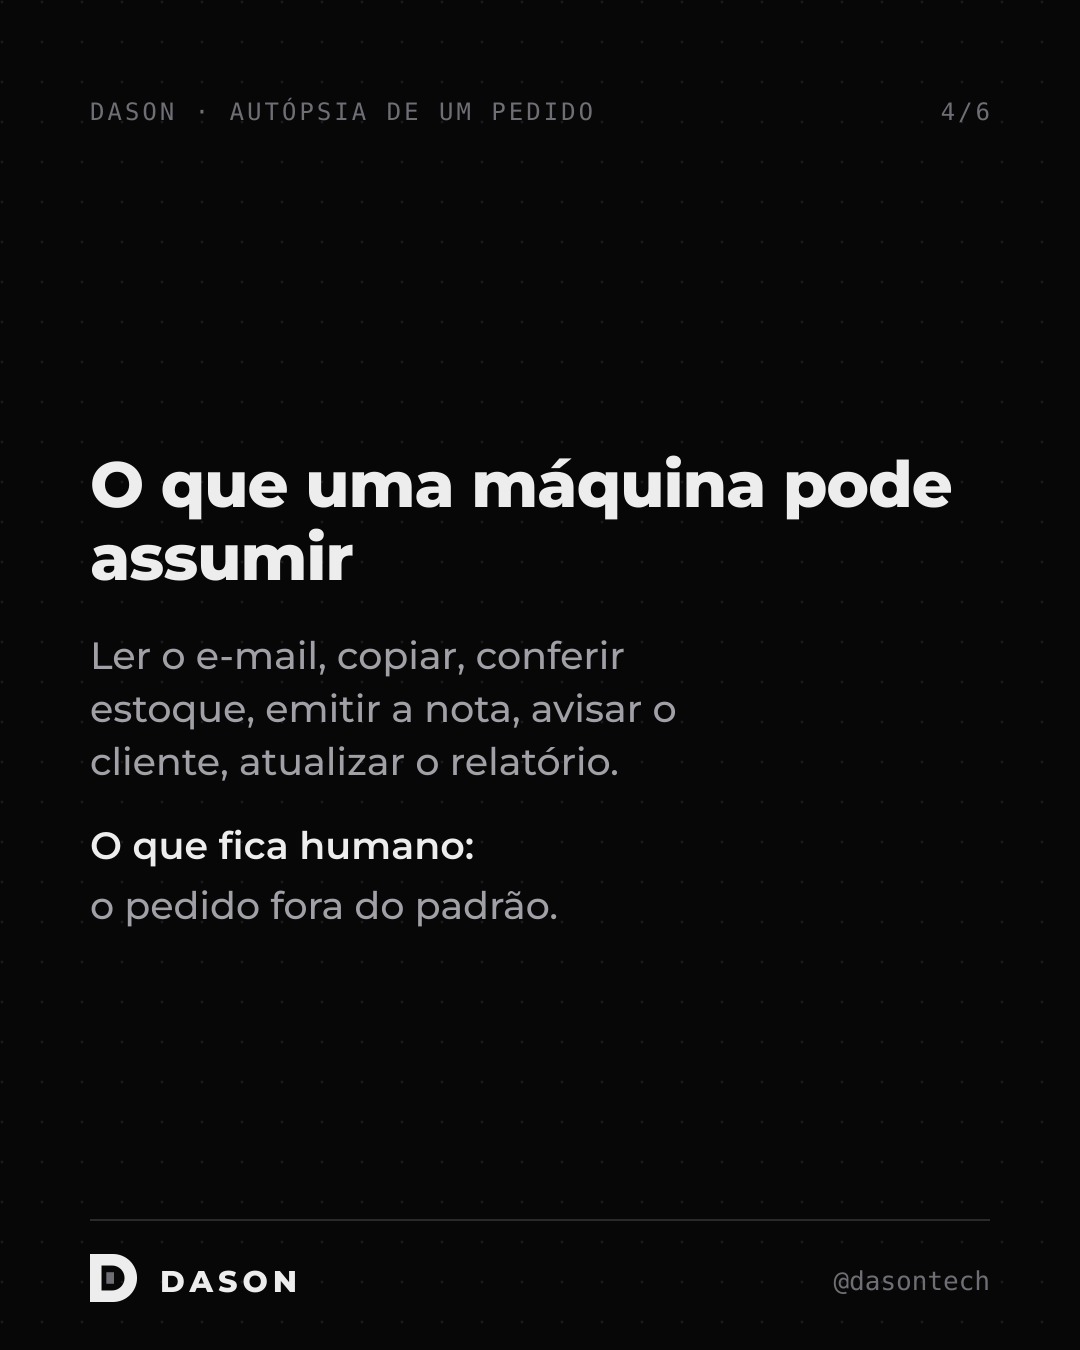 DASON · AUTÓPSIA DE UM PEDIDO 4/6
O que uma máquina pode
assumir
Ler o e-mail, copiar, conferir
estoque, emitir a nota, avisar o
cliente, atualizar o relatório.
O que fica humano:
o pedido fora do padrão.
DASON @dasontech